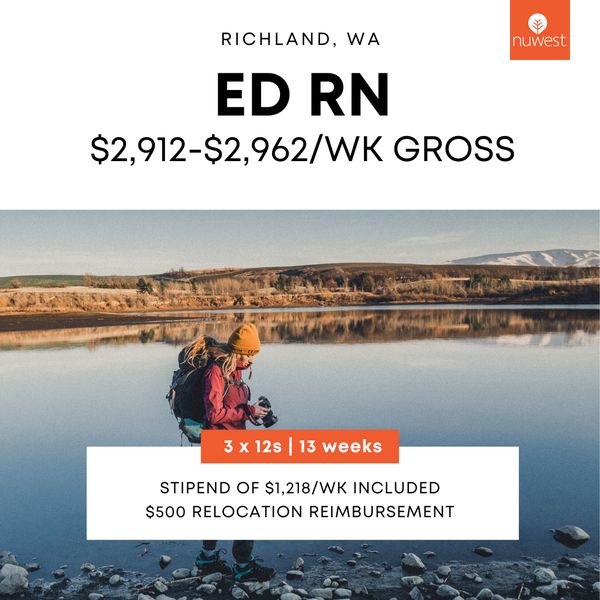 RICHLAND, WA
nuwest
ED RN
$2,912-$2,962/WK GROSS
3 x 12s | 13 weeks
STIPEND OF $1,218/WK INCLUDED
$500 RELOCATION REIMBURSEMENT